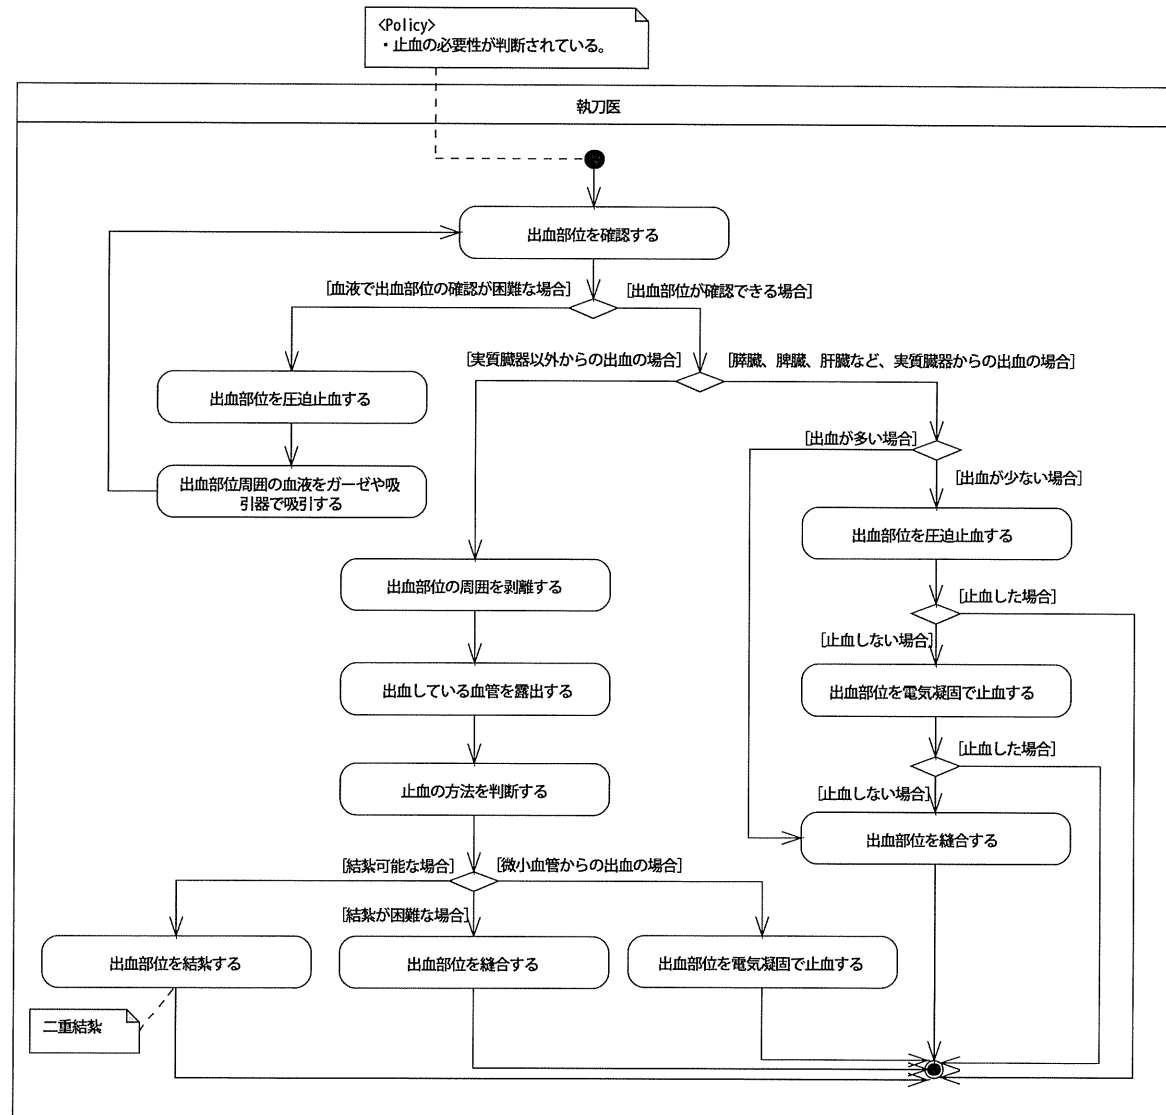 <Policy>
・止血の必要性が判断されている。
執刀医
出血部位を確認する
[血液で出血部位の確認が困難な場合]
[出血部位が確認できる場合]
[実質臓器以外からの出血の場合]
[膵臓、脾臓、肝臓など、実質臓器からの出血の場合]
出血部位を圧迫止血する
[出血が多い場合]
[出血が少ない場合]
出血部位周囲の血液をガーゼや吸
引器で吸引する
出血部位を圧迫止血する
出血部位の周囲を剥離する
[止血した場合]
[止血しない場合]
出血している血管を露出する
出血部位を電気凝固で止血する
[止血した場合]
止血の方法を判断する
[止血しない場合]
出血部位を縫合する
[結紮可能な場合]
[微小血管からの出血の場合]
[結紮が困難な場合]
出血部位を結紮する
出血部位を縫合する
出血部位を電気凝固で止血する
二重結紮